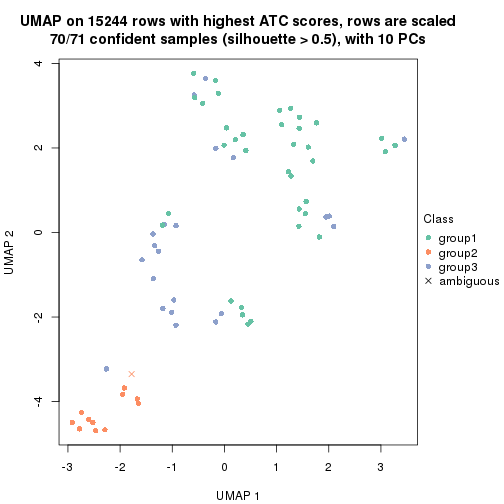 UMAP on 15244 rows with highest ATC scores, rows are scaled
70/71 confident samples (silhouette > 0.5), with 10 PCs
4
2
0
-2
-4
UMAP 2
-3
-2
-1
0
1
2
3
UMAP 1
Class
group1
group2
group3
ambiguous